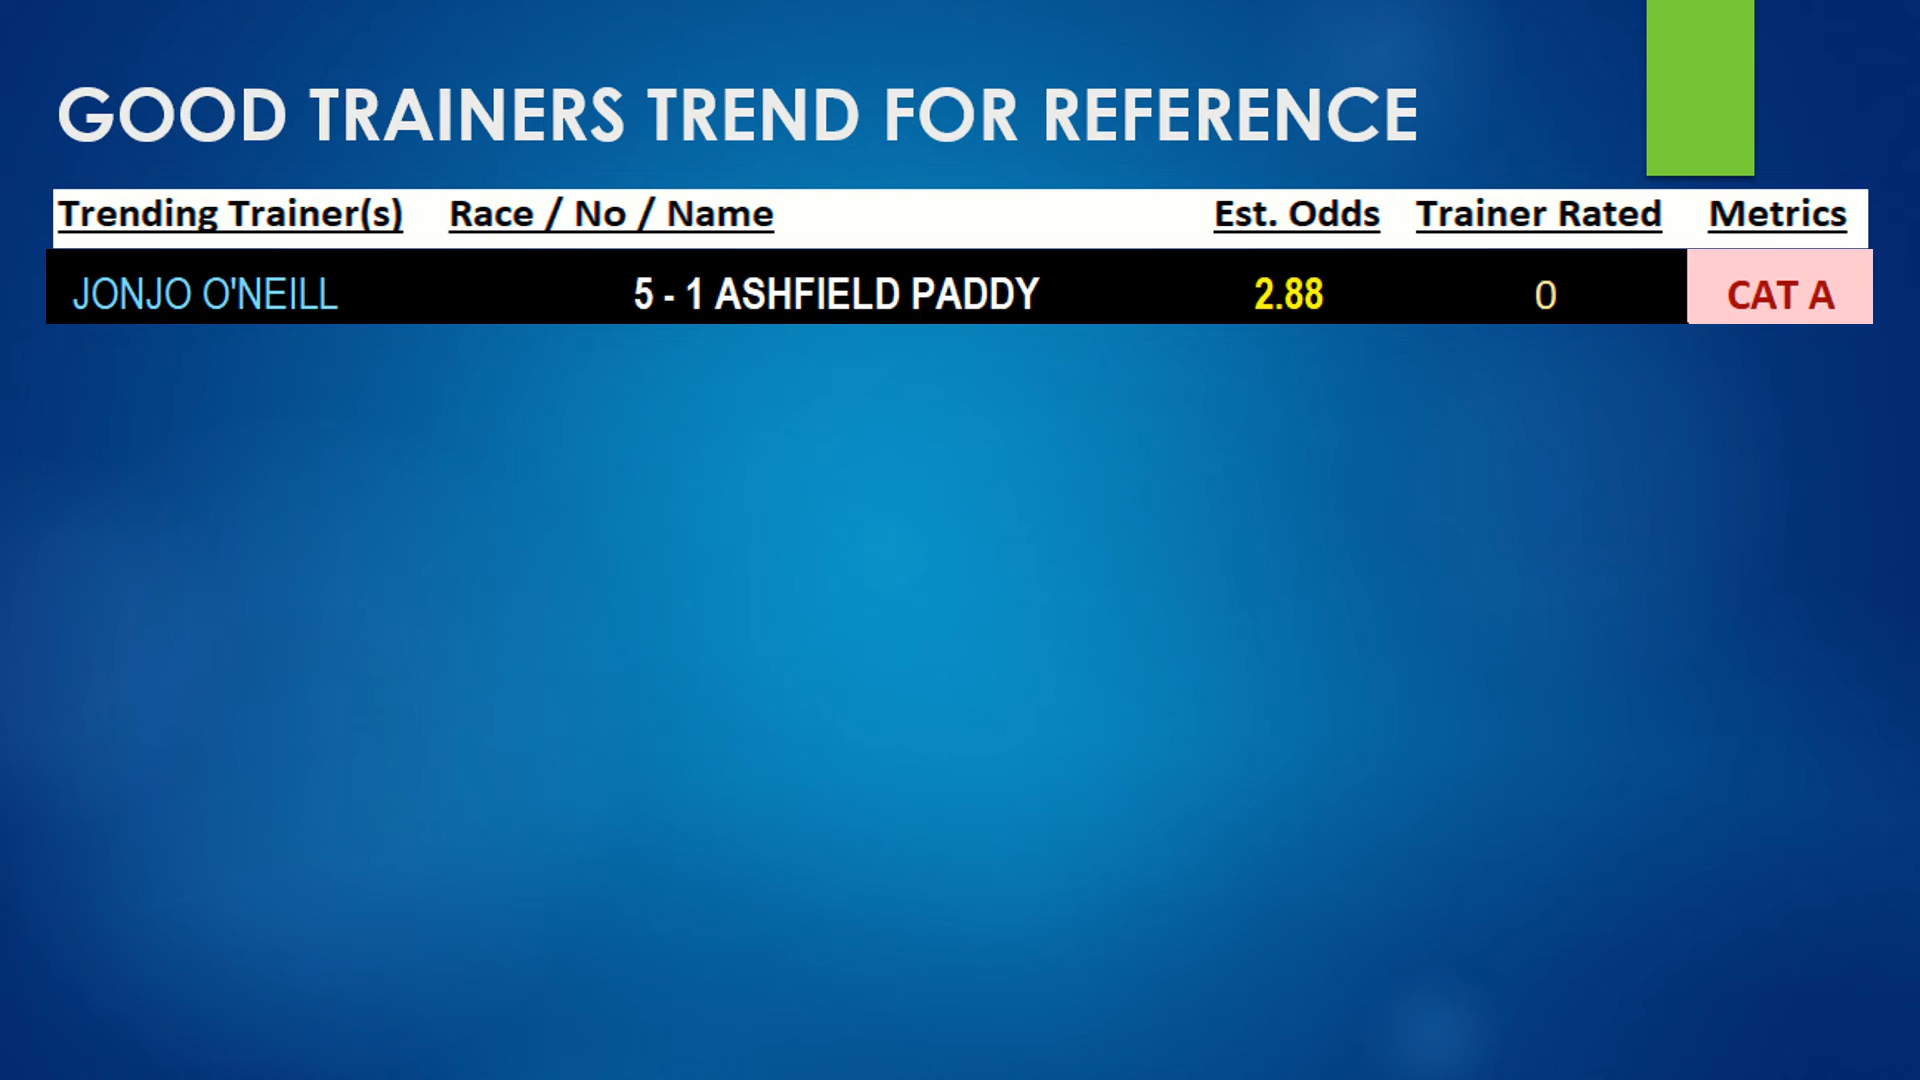 GOOD TRAINERS TREND FOR REFERENCE
Trending Trainer(s) Race / No / Name Est. Odds Trainer Rated Metrics
JONJO O'NEILL 5 - 1 ASHFIELD PADDY 2.88 0 CAT A